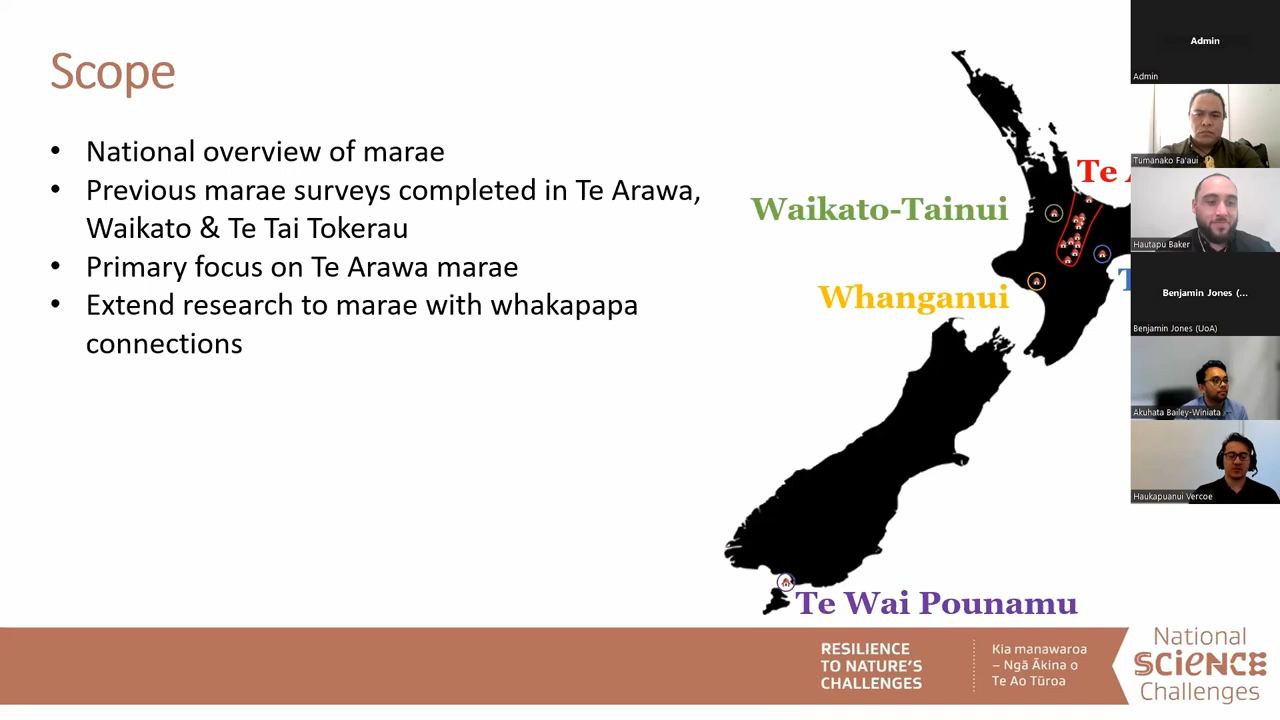 Scope
• National overview of marae
• Previous marae surveys completed in Te Arawa,
Waikato & Te Tai Tokerau
• Primary focus on Te Arawa marae
• Extend research to marae with whakapapa
connections
Te
Waikato-Tainui
Whanganui
Te Wai Pounamu
RESILIENCE
TO NATURE'S
CHALLENGES
Kia manawaroa
– Ngā Ākina o
Te Ao Tūroa
National
SCIENCE
Challenges
Admin
Admin
Tumanako Fa'aui
Hautapu Baker
Benjamin Jones (...
Benjamin Jones (UoA)
Akuhata Bailey-Winiata
Haukapuanui Vercoe